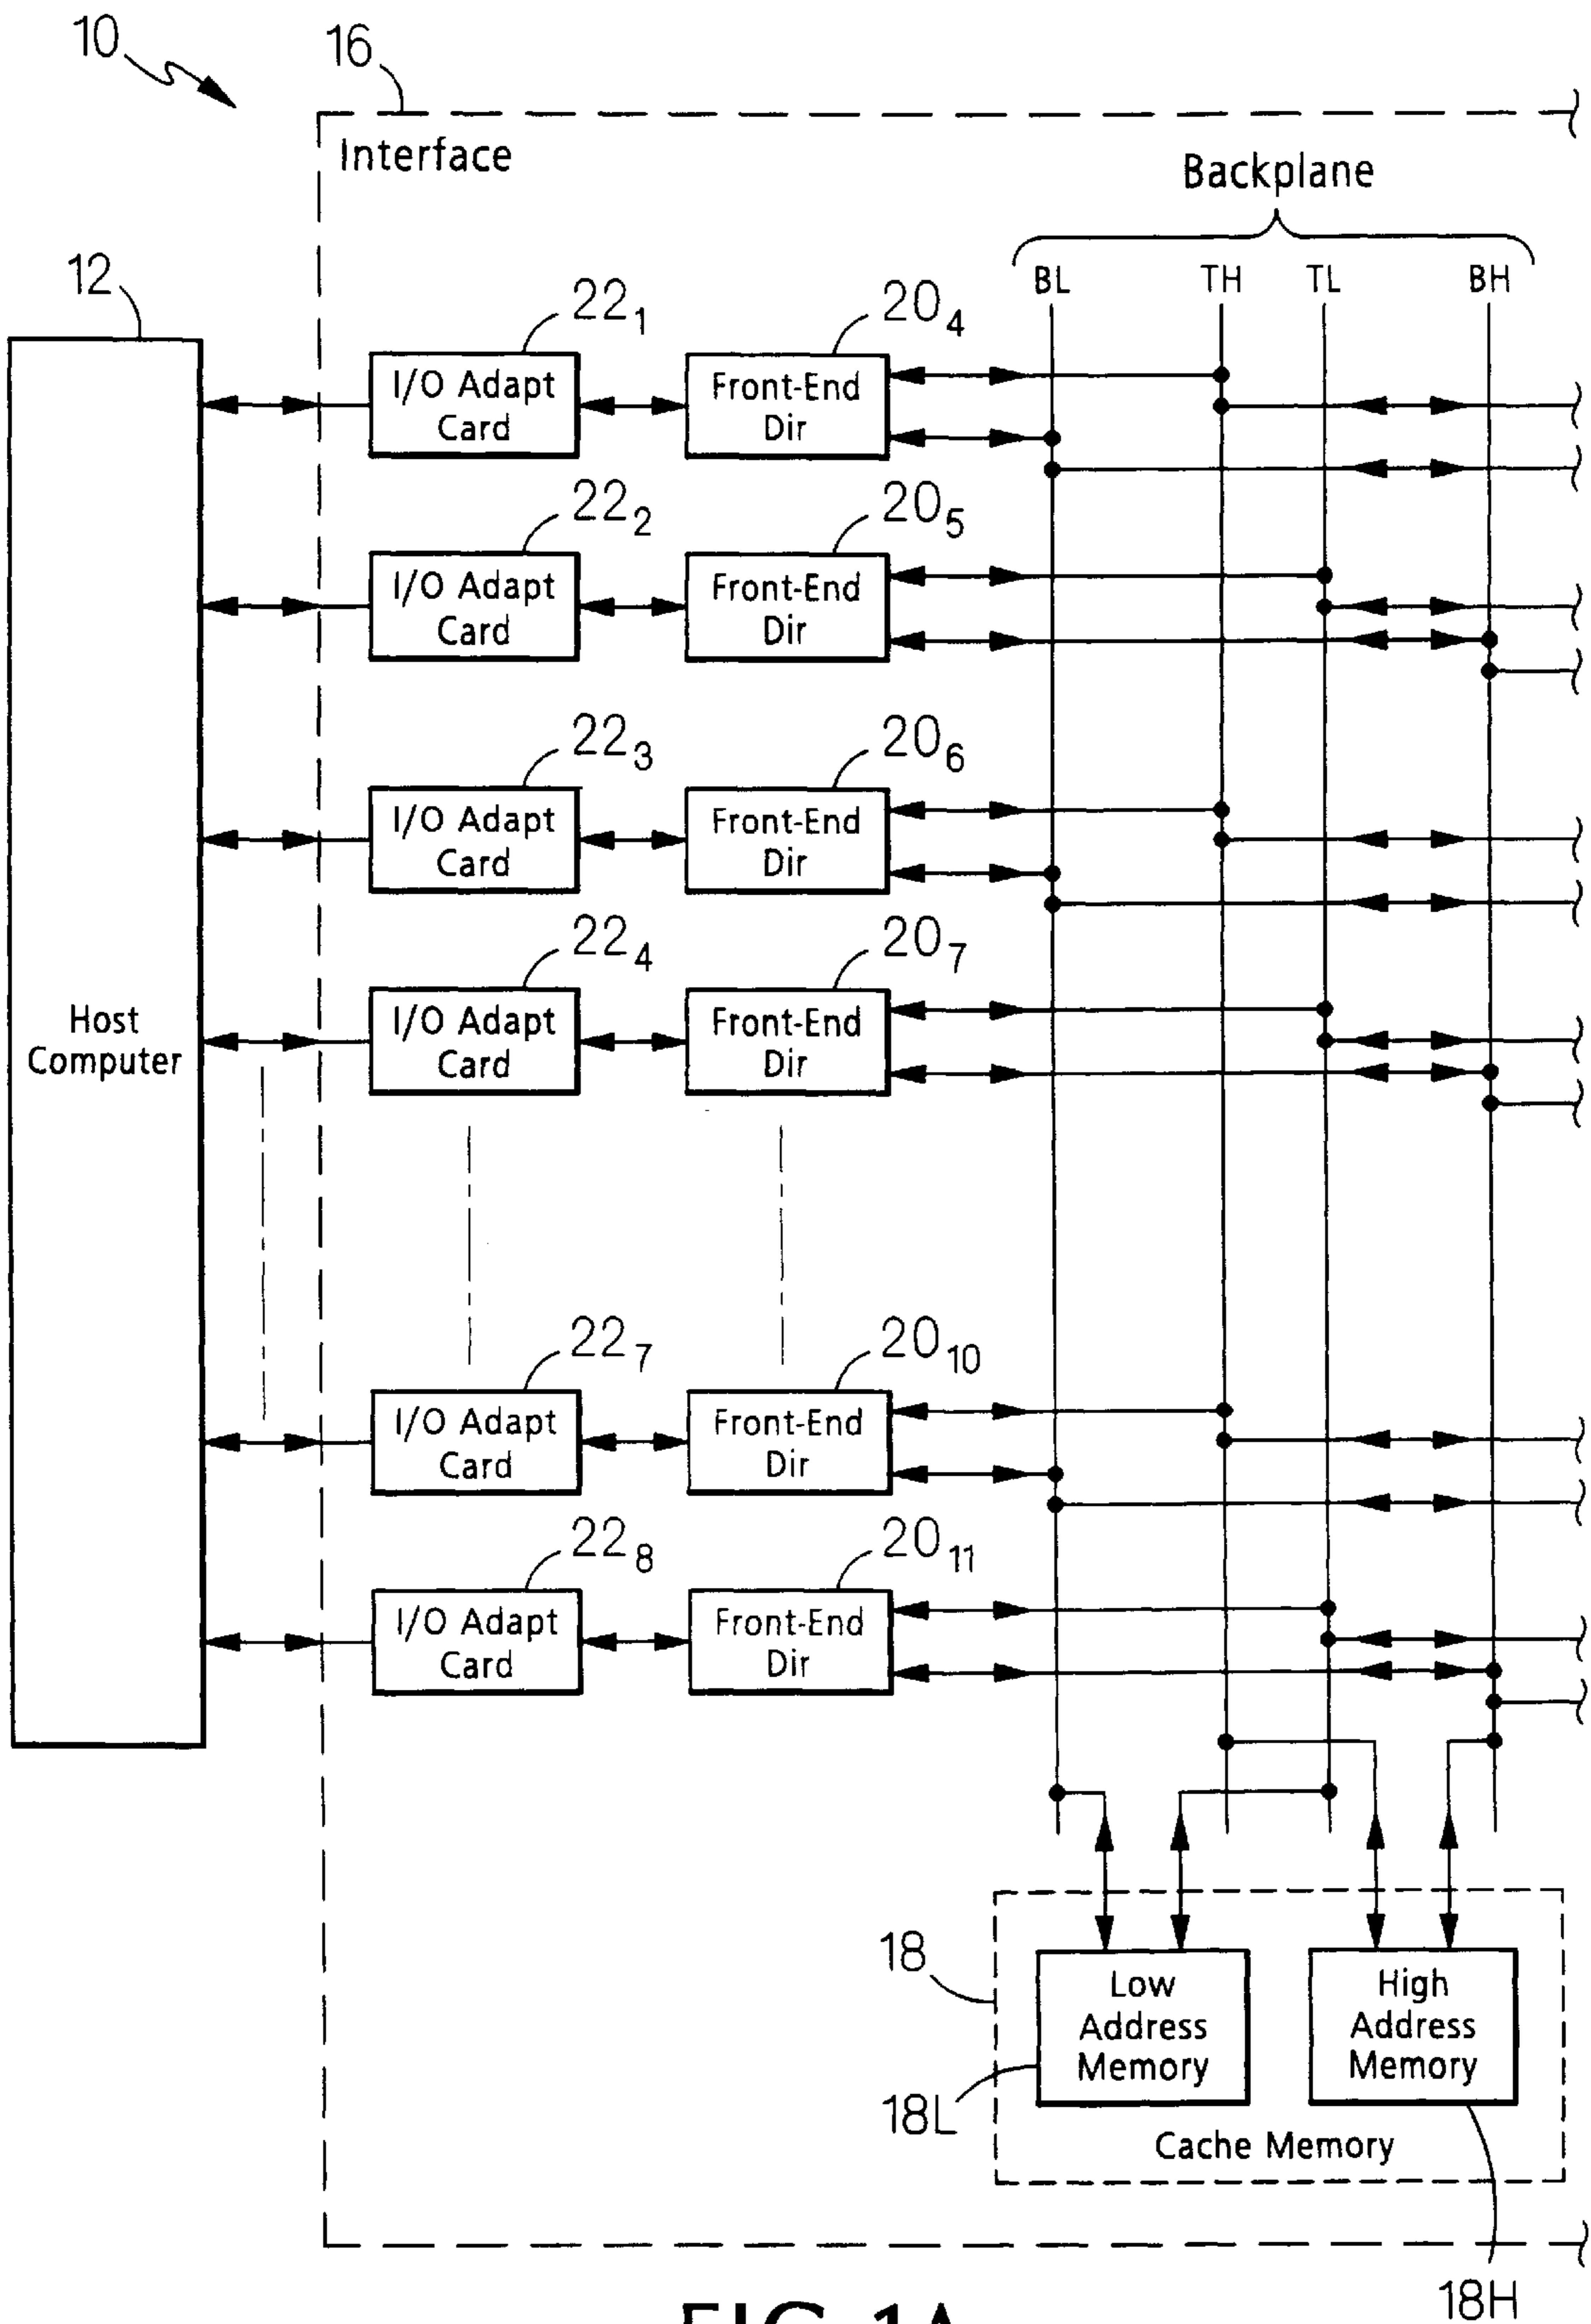 10
16
Interface
Backplane
BL TH TL BH
12
22₁ 20₄
I/O Adapt
Card
Front-End
Dir
22₂ 20₅
I/O Adapt
Card
Front-End
Dir
22₃ 20₆
I/O Adapt
Card
Front-End
Dir
22₄ 20₇
Host
Computer
I/O Adapt
Card
Front-End
Dir
22₇ 20₁₀
I/O Adapt
Card
Front-End
Dir
22₈ 20₁₁
I/O Adapt
Card
Front-End
Dir
18
Low
Address
Memory
High
Address
Memory
18L
Cache Memory
18H
FIG. 1A